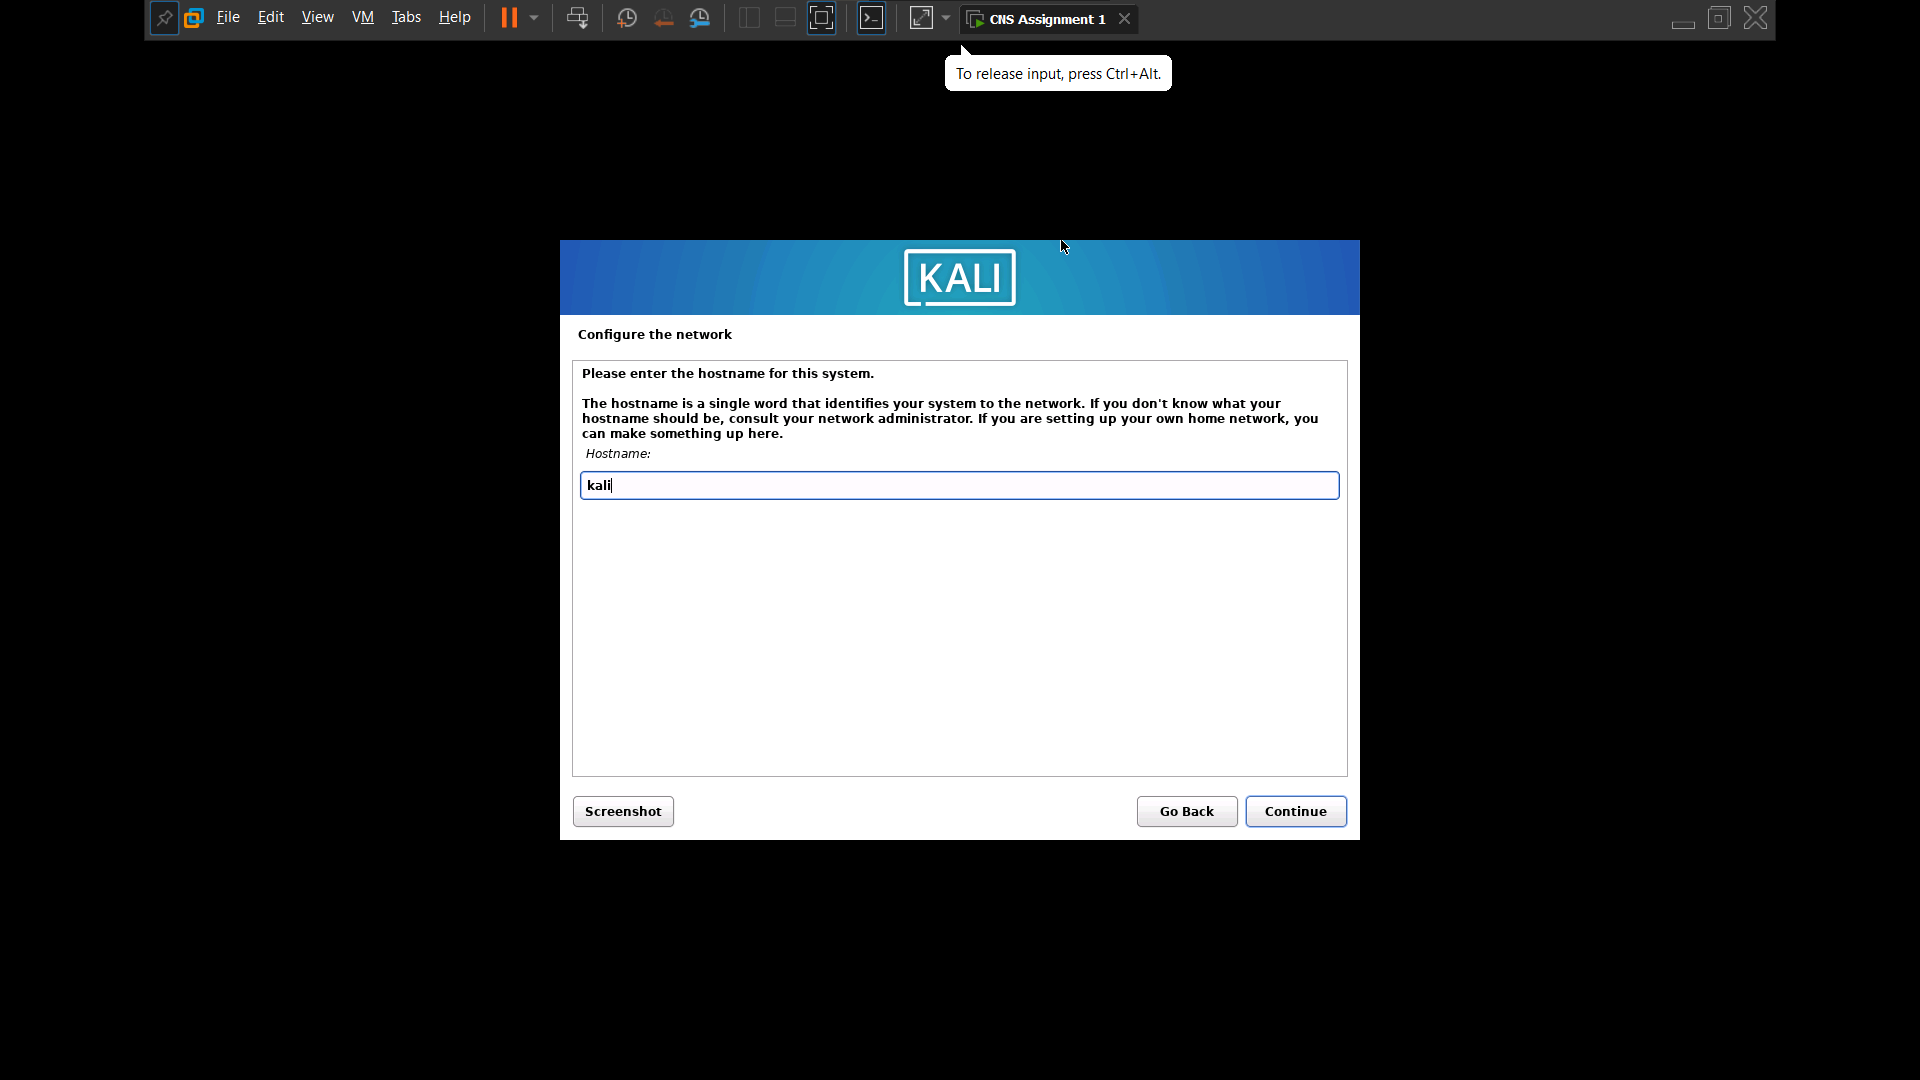 File Edit View VM Tabs Help CNS Assignment 1
To release input, press Ctrl+Alt.
KALI
Configure the network
Please enter the hostname for this system.
The hostname is a single word that identifies your system to the network. If you don't know what your
hostname should be, consult your network administrator. If you are setting up your own home network, you
can make something up here.
Hostname:
kali
Screenshot Go Back Continue